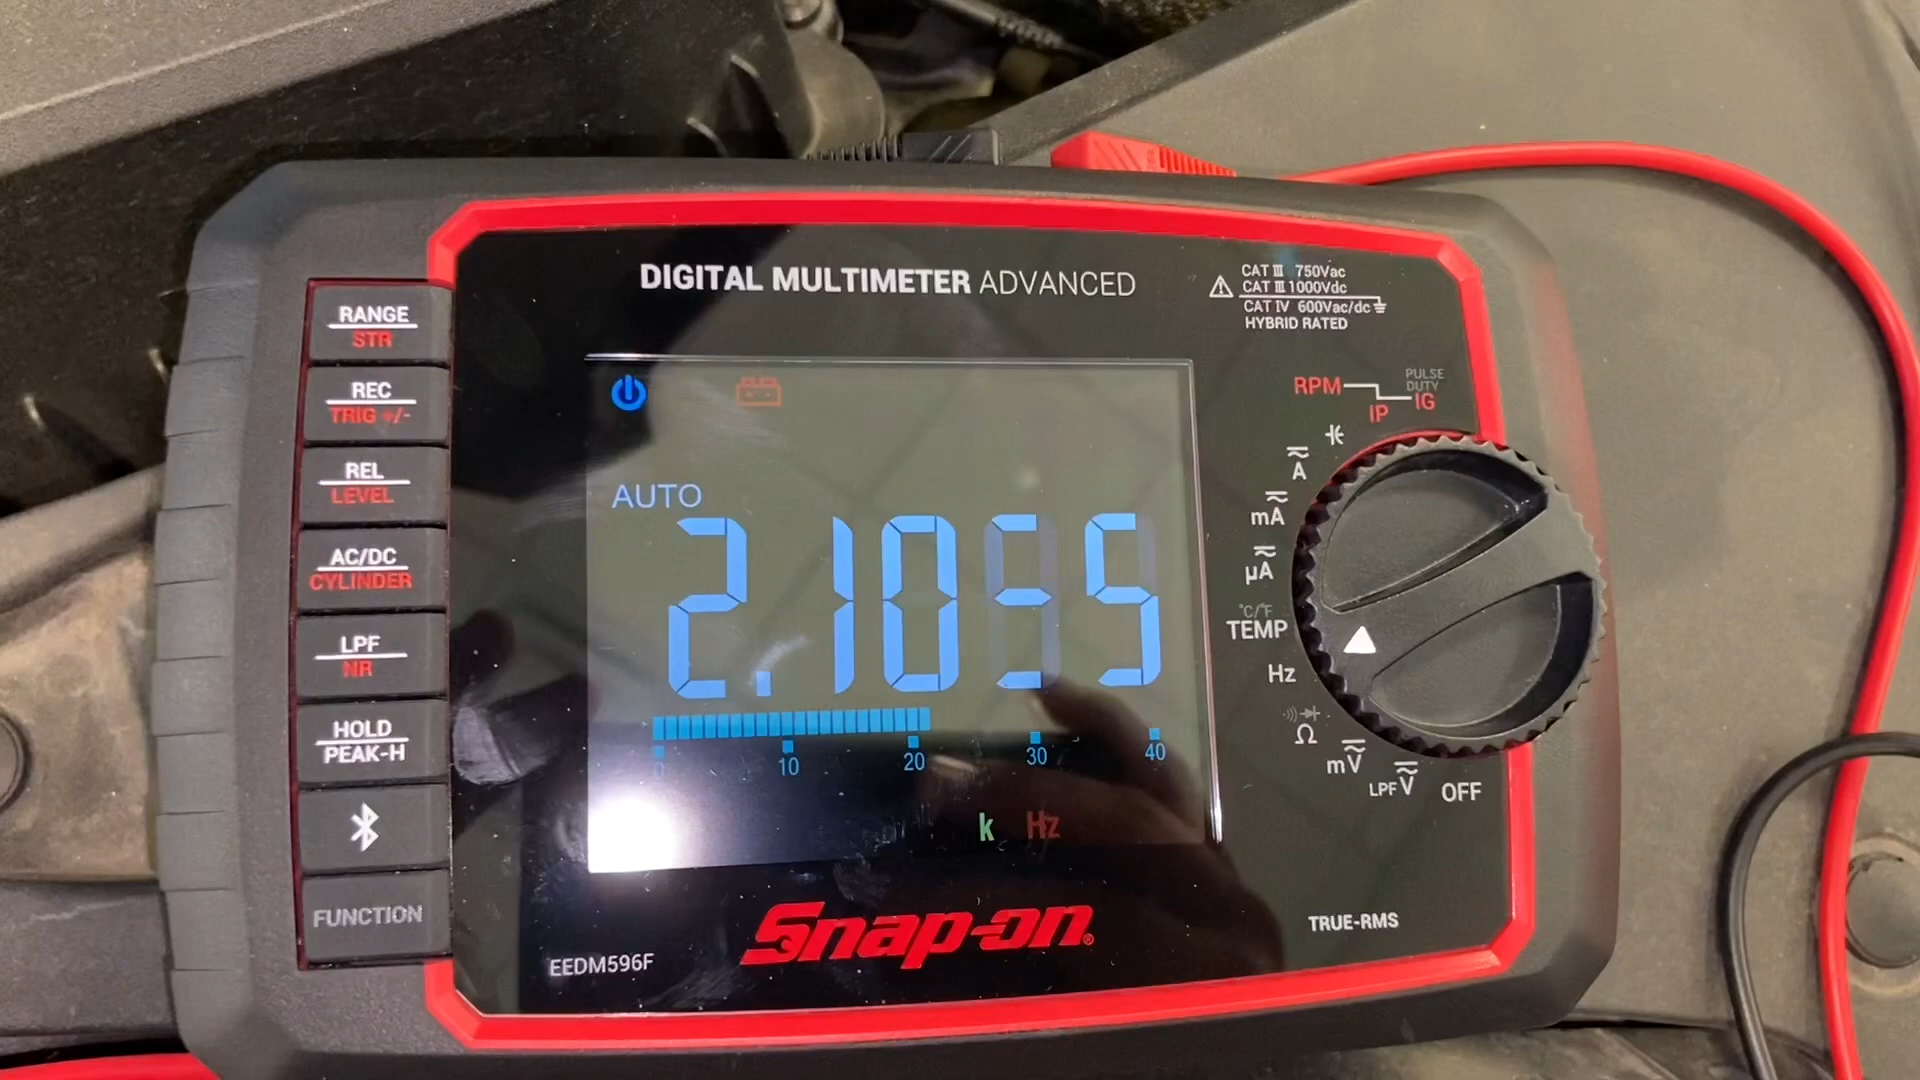 DIGITAL MULTIMETER ADVANCED
CAT III 750Vac
CAT III 1000Vdc
CAT IV 600Vac/dc
HYBRID RATED
RANGE
STR
REC
TRIG +/-
REL
LEVEL
AC/DC
CYLINDER
LPF
NR
HOLD
PEAK-H
FUNCTION
AUTO
0 10 20 30 40
k Hz
RPM
PULSE
DUTY
IP IG
A
mA
µA
°C/°F
TEMP
Hz
Ω
mV
LPF V
OFF
Snap-on®
EEDM596F
TRUE-RMS